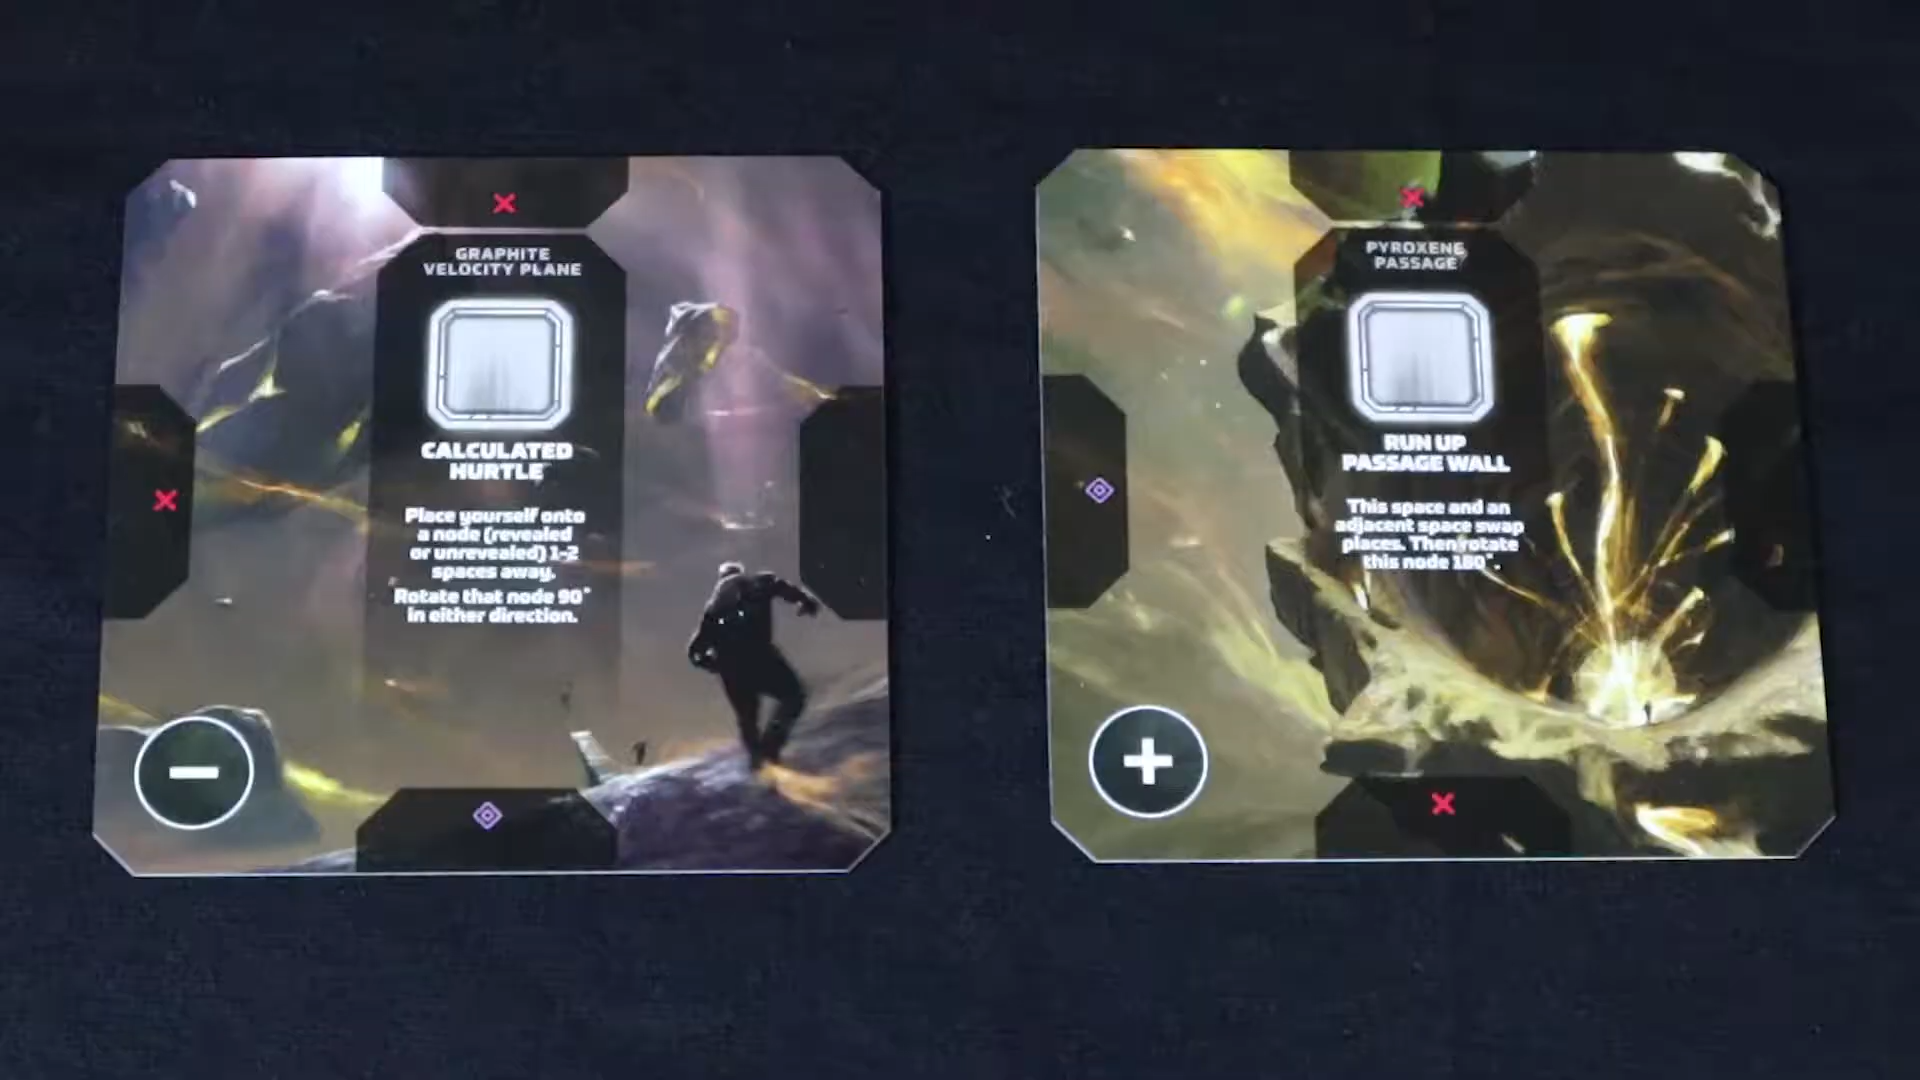 GRAPHITE
VELOCITY PLANE
CALCULATED
HURTLE
Place yourself onto
a node (revealed
or unrevealed) 1-2
spaces away.
Rotate that node 90°
in either direction.
PYROXENE
PASSAGE
RUN UP
PASSAGE WALL
This space and an
adjacent space swap
places. Then rotate
this node 180°.